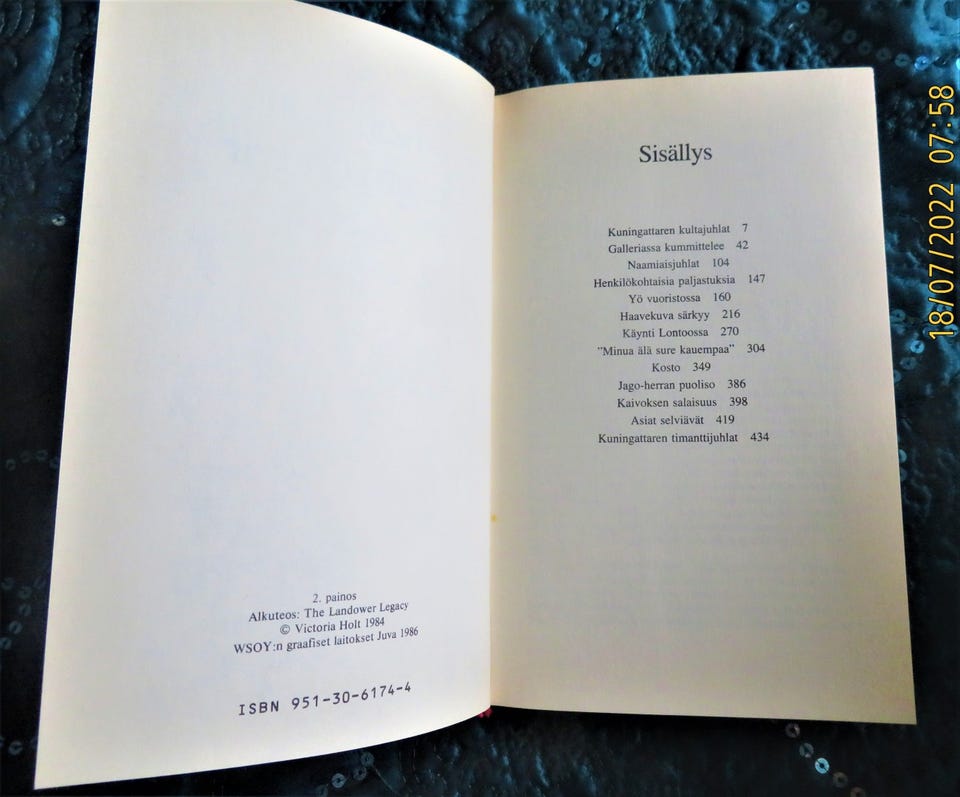 2. painos
Alkuteos: The Landower Legacy
© Victoria Holt 1984
WSOY:n graafiset laitokset Juva 1986
ISBN 951-30-6174-4
Sisällys
Kuningattaren kultajuhlat 7
Galleriassa kummittelee 42
Naamiaisjuhlat 104
Henkilökohtaisia paljastuksia 147
Yö vuoristossa 160
Haavekuva särkyy 216
Käynti Lontoossa 270
"Minua älä sure kauempaa" 304
Kosto 349
Jago-herran puoliso 386
Kaivoksen salaisuus 398
Asiat selviävät 419
Kuningattaren timanttijuhlat 434
18/07/2022 07:58